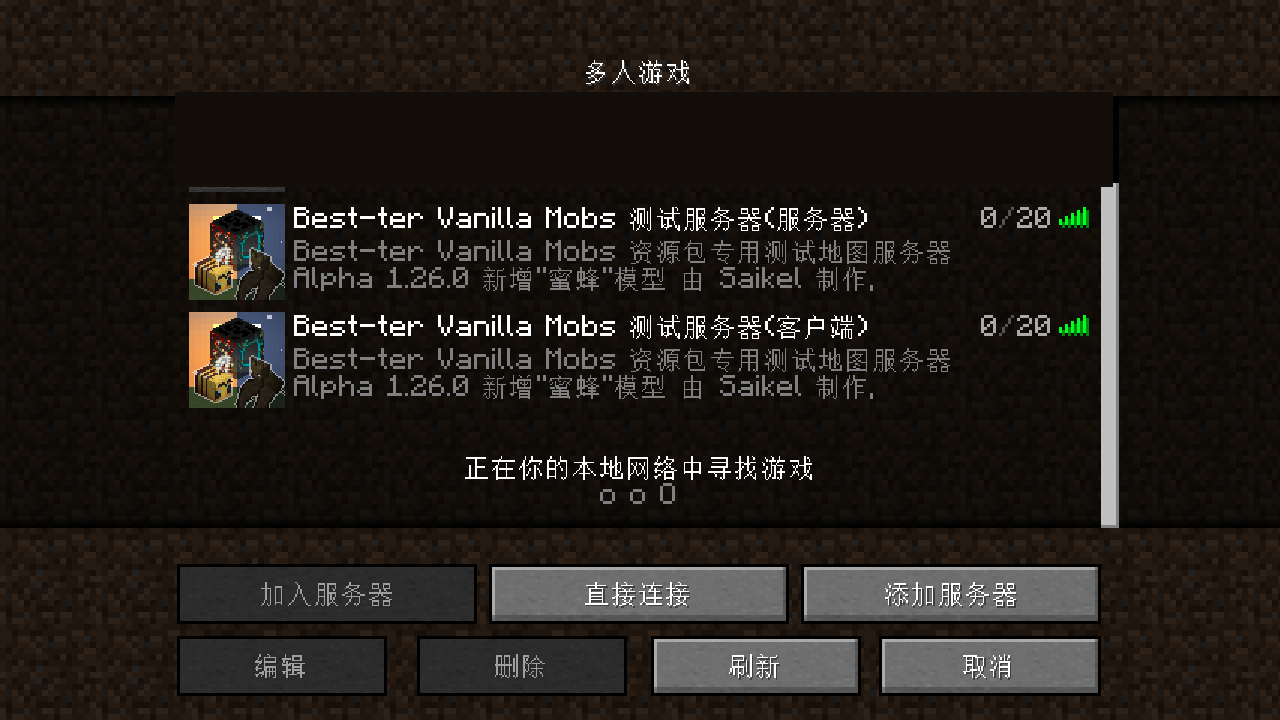 多人游戏
Best-ter Vanilla Mobs 测试服务器(服务器) 0/20
Best-ter Vanilla Mobs 资源包专用测试地图服务器
Alpha 1.26.0 新增"蜜蜂"模型 由 Saikel 制作,
Best-ter Vanilla Mobs 测试服务器(客户端) 0/20
Best-ter Vanilla Mobs 资源包专用测试地图服务器
Alpha 1.26.0 新增"蜜蜂"模型 由 Saikel 制作,
正在你的本地网络中寻找游戏
o o O
加入服务器 直接连接 添加服务器
编辑 删除 刷新 取消